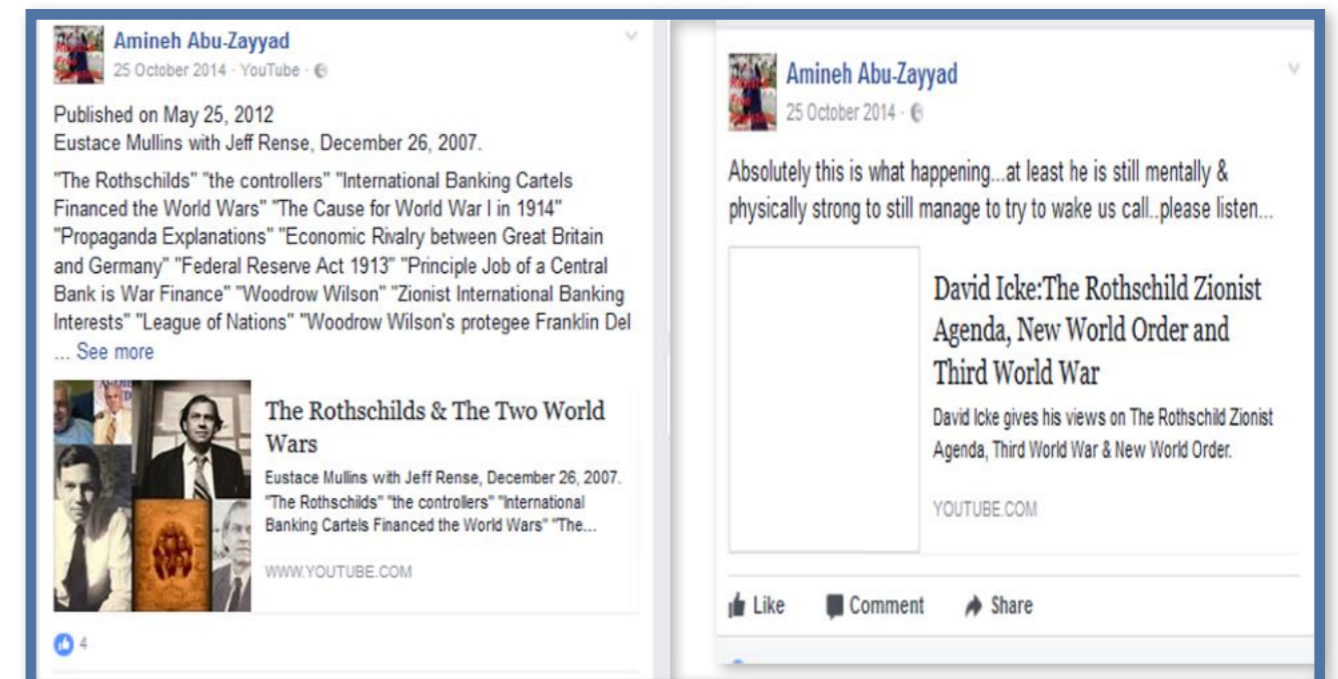 Amineh Abu-Zayyad
25 October 2014 · YouTube ·
Published on May 25, 2012
Eustace Mullins with Jeff Rense, December 26, 2007.
"The Rothschilds" "the controllers" "International Banking Cartels
Financed the World Wars" "The Cause for World War I in 1914"
"Propaganda Explanations" "Economic Rivalry between Great Britain
and Germany" "Federal Reserve Act 1913" "Principle Job of a Central
Bank is War Finance" "Woodrow Wilson" "Zionist International Banking
Interests" "League of Nations" "Woodrow Wilson's protegee Franklin Del
... See more
The Rothschilds & The Two World
Wars
Eustace Mullins with Jeff Rense, December 26, 2007.
"The Rothschilds" "the controllers" "International
Banking Cartels Financed the World Wars" "The...
WWW.YOUTUBE.COM
4
Amineh Abu-Zayyad
25 October 2014 ·
Absolutely this is what happening...at least he is still mentally &
physically strong to still manage to try to wake us call..please listen...
David Icke:The Rothschild Zionist
Agenda, New World Order and
Third World War
David Icke gives his views on The Rothschild Zionist
Agenda, Third World War & New World Order.
YOUTUBE.COM
Like Comment Share